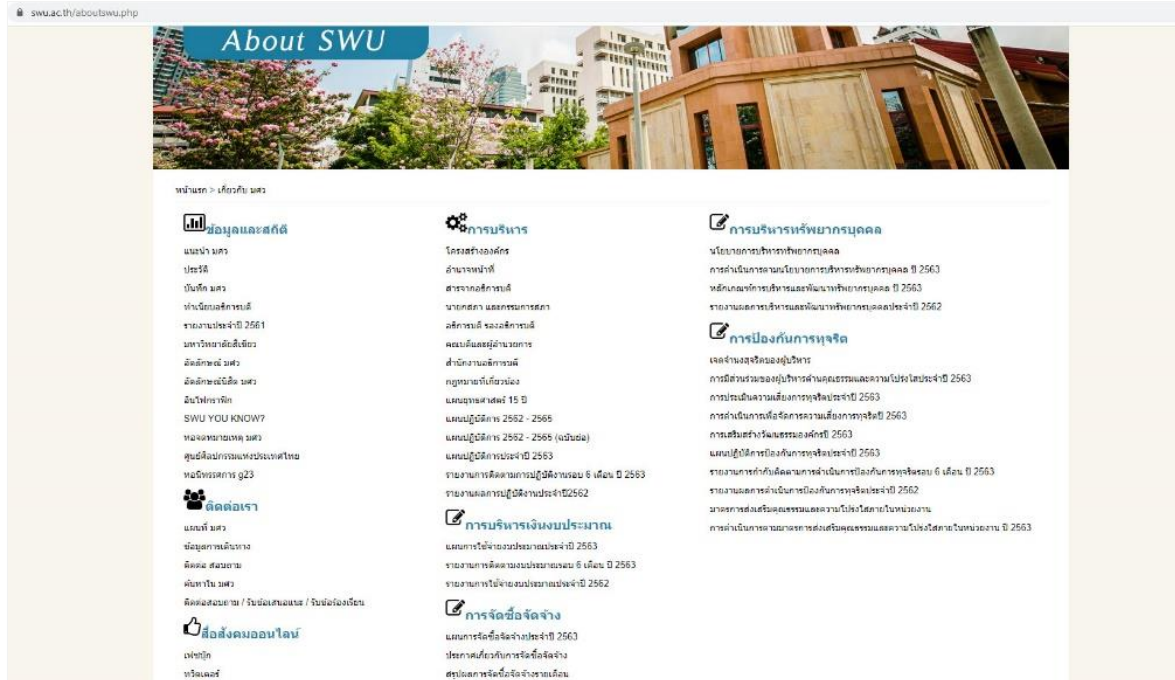 swu.ac.th/aboutswu.php
About SWU
หน้าแรก > เกี่ยวกับ มศว
ข้อมูลและสถิติ
แนะนำ มศว
ประวัติ
บันทึก มศว
ทำเนียบอธิการบดี
รายงานประจำปี 2561
มหาวิทยาลัยสีเขียว
อัตลักษณ์ มศว
อัตลักษณ์นิสิต มศว
อินโฟกราฟิก
SWU YOU KNOW?
หอจดหมายเหตุ มศว
ศูนย์ศิลปกรรมแห่งประเทศไทย
หอนิทรรศการ g23
ติดต่อเรา
แผนที่ มศว
ข้อมูลการเดินทาง
ติดต่อ สอบถาม
ค้นหาใน มศว
ติดต่อสอบถาม / รับข้อเสนอแนะ / รับข้อร้องเรียน
สื่อสังคมออนไลน์
เฟซบุ๊ก
ทวิตเตอร์
การบริหาร
โครงสร้างองค์กร
อำนาจหน้าที่
สารจากอธิการบดี
นายกสภา และกรรมการสภา
อธิการบดี รองอธิการบดี
คณบดีและผู้อำนวยการ
สำนักงานอธิการบดี
กฎหมายที่เกี่ยวข้อง
แผนยุทธศาสตร์ 15 ปี
แผนปฏิบัติการ 2562 - 2565
แผนปฏิบัติการ 2562 - 2565 (ฉบับย่อ)
แผนปฏิบัติการประจำปี 2563
รายงานการติดตามการปฏิบัติงานรอบ 6 เดือน ปี 2563
รายงานผลการปฏิบัติงานประจำปี2562
การบริหารเงินงบประมาณ
แผนการใช้จ่ายงบประมาณประจำปี 2563
รายงานการติดตามงบประมาณรอบ 6 เดือน ปี 2563
รายงานการใช้จ่ายงบประมาณประจำปี 2562
การจัดซื้อจัดจ้าง
แผนการจัดซื้อจัดจ้างประจำปี 2563
ประกาศเกี่ยวกับการจัดซื้อจัดจ้าง
สรุปผลการจัดซื้อจัดจ้างรายเดือน
การบริหารทรัพยากรบุคคล
นโยบายการบริหารทรัพยากรบุคคล
การดำเนินการตามนโยบายการบริหารทรัพยากรบุคคล ปี 2563
หลักเกณฑ์การบริหารและพัฒนาทรัพยากรบุคคล ปี 2563
รายงานผลการบริหารและพัฒนาทรัพยากรบุคคลประจำปี 2562
การป้องกันการทุจริต
เจตจำนงสุจริตของผู้บริหาร
การมีส่วนร่วมของผู้บริหารด้านคุณธรรมและความโปร่งใสประจำปี 2563
การประเมินความเสี่ยงการทุจริตประจำปี 2563
การดำเนินการเพื่อจัดการความเสี่ยงการทุจริตปี 2563
การเสริมสร้างวัฒนธรรมองค์กรปี 2563
แผนปฏิบัติการป้องกันการทุจริตประจำปี 2563
รายงานการกำกับติดตามการดำเนินการป้องกันการทุจริตรอบ 6 เดือน ปี 2563
รายงานผลการดำเนินการป้องกันการทุจริตประจำปี 2562
มาตรการส่งเสริมคุณธรรมและความโปร่งใสภายในหน่วยงาน
การดำเนินการตามมาตรการส่งเสริมคุณธรรมและความโปร่งใสภายในหน่วยงาน ปี 2563